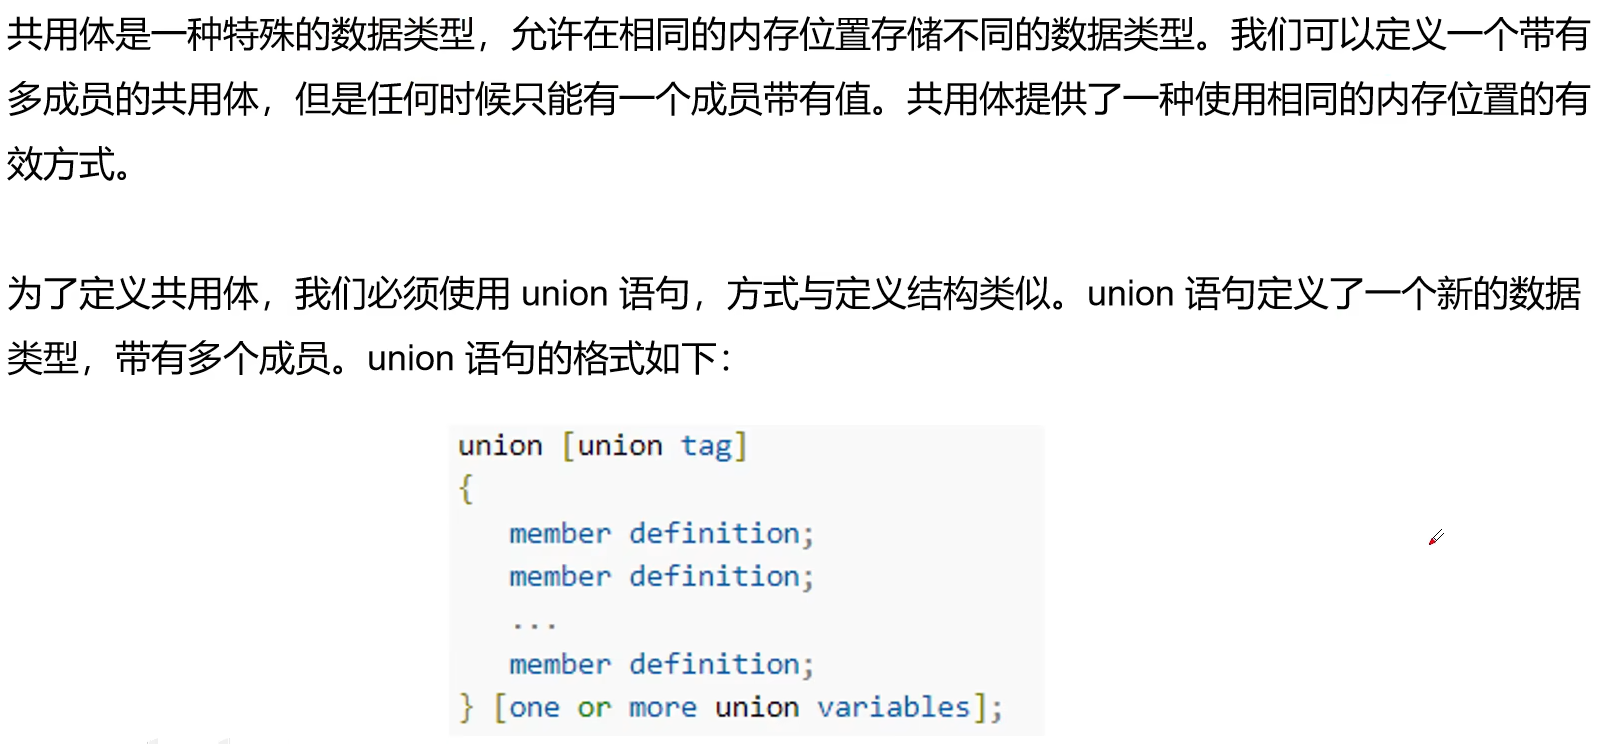 共用体是一种特殊的数据类型，允许在相同的内存位置存储不同的数据类型。我们可以定义一个带有
多成员的共用体，但是任何时候只能有一个成员带有值。共用体提供了一种使用相同的内存位置的有
效方式。
为了定义共用体，我们必须使用 union 语句，方式与定义结构类似。union 语句定义了一个新的数据
类型，带有多个成员。union 语句的格式如下：
union [union tag]
{
member definition;
member definition;
...
member definition;
} [one or more union variables];